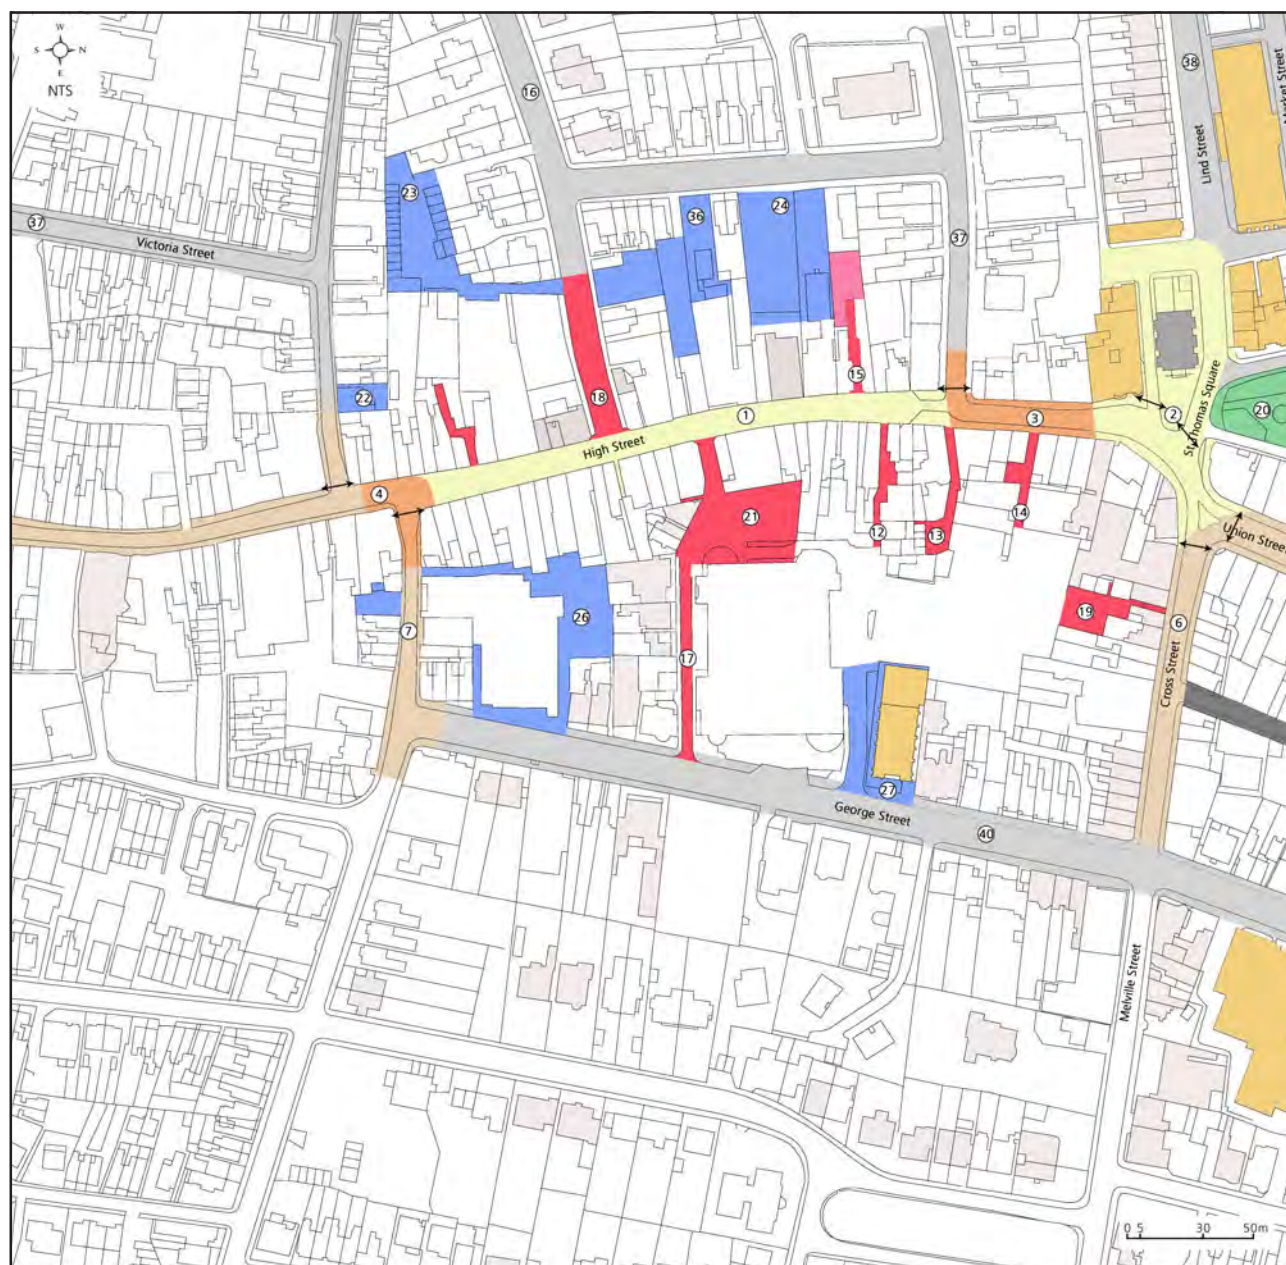 W
S N
E
NTS
16
38
Market Street
Lind Street
23
36
24
37
Victoria Street
37
St Thomas Square
20
22
15
2
18
1
3
High Street
4
21
12
13
14
Union Street
26
7
19
6
17
Cross Street
27
George Street
40
Melville Street
0 5 30 50m